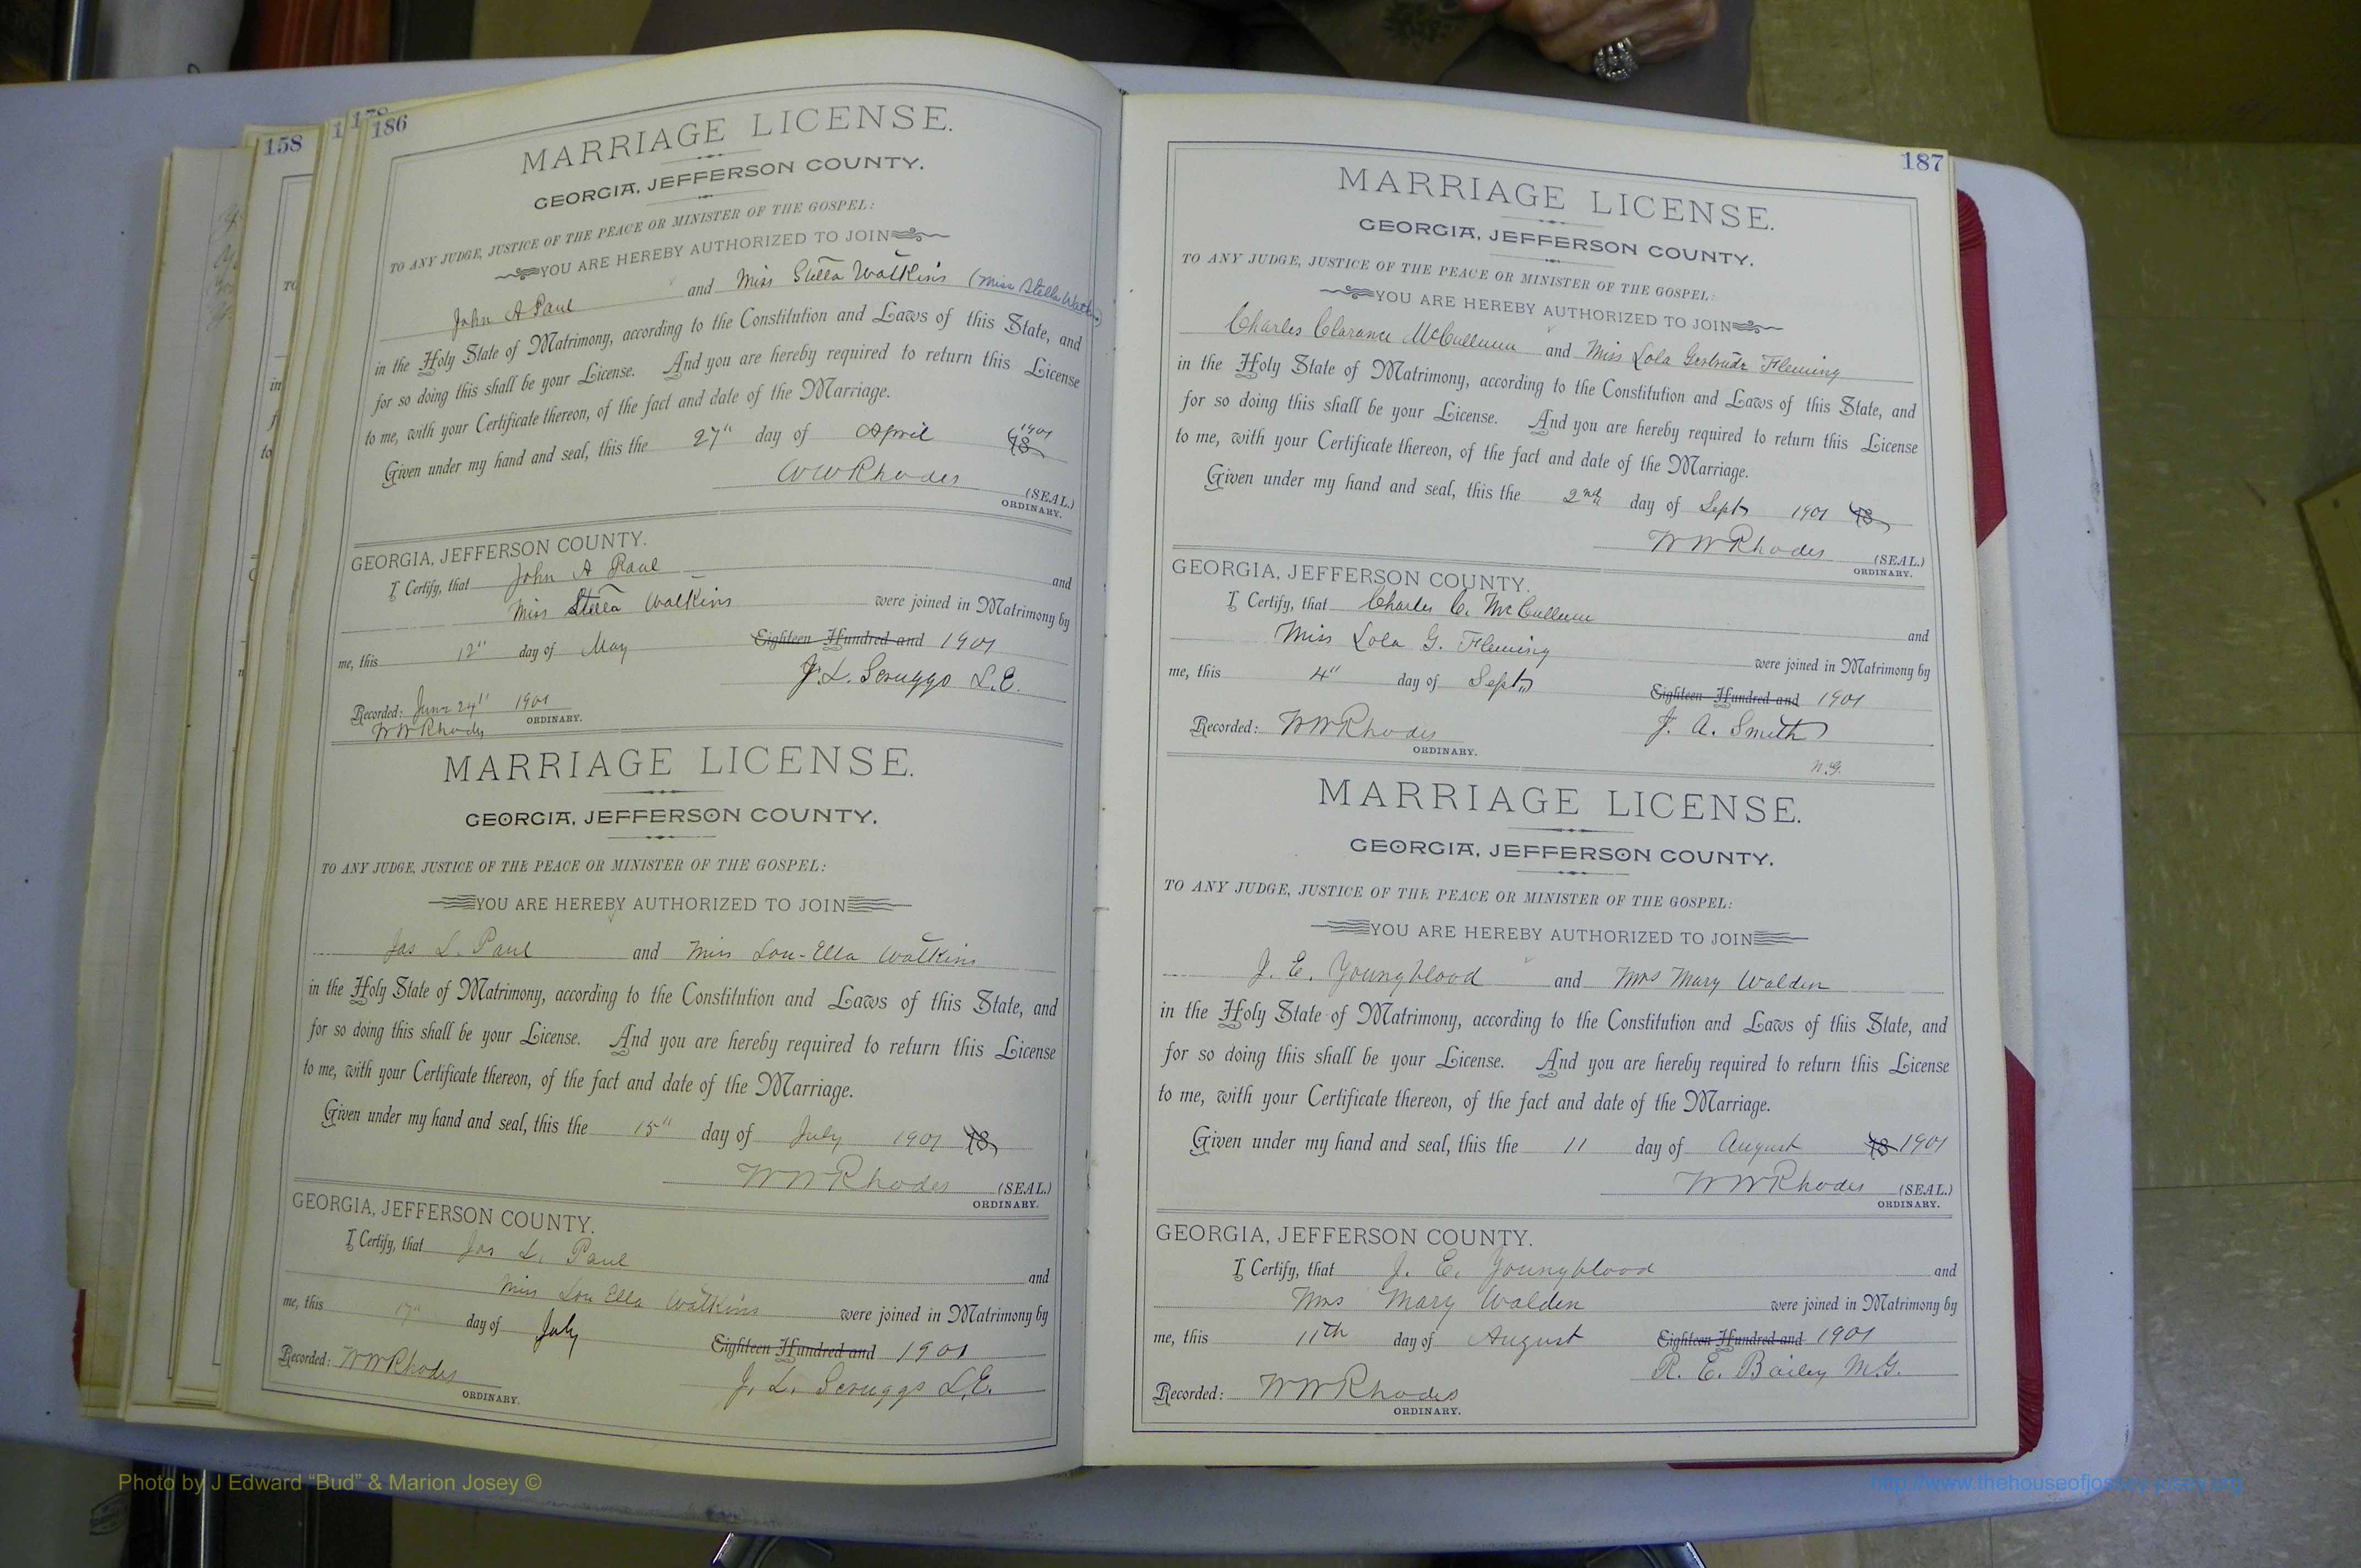 158
186
MARRIAGE LICENSE.
GEORGIA, JEFFERSON COUNTY.
TO ANY JUDGE, JUSTICE OF THE PEACE OR MINISTER OF THE GOSPEL:
YOU ARE HEREBY AUTHORIZED TO JOIN
John A Paul and Miss Stella Watkins (Miss Stella Watkins)
in the Holy State of Matrimony, according to the Constitution and Laws of this State, and
for so doing this shall be your License. And you are hereby required to return this License
to me, with your Certificate thereon, of the fact and date of the Marriage.
Given under my hand and seal, this the 27" day of April 1901 18
WW Rhodes (SEAL.)
ORDINARY.
GEORGIA, JEFFERSON COUNTY.
I Certify, that John A Paul and
Miss Stella Watkins were joined in Matrimony by
me, this 12" day of May Eighteen Hundred and 1901
J. L. Scruggs L.E.
Recorded: June 24" 1901
WW Rhodes ORDINARY.
MARRIAGE LICENSE.
GEORGIA, JEFFERSON COUNTY.
TO ANY JUDGE, JUSTICE OF THE PEACE OR MINISTER OF THE GOSPEL:
YOU ARE HEREBY AUTHORIZED TO JOIN
Jas L. Paul and Miss Lou-Ella Watkins
in the Holy State of Matrimony, according to the Constitution and Laws of this State, and
for so doing this shall be your License. And you are hereby required to return this License
to me, with your Certificate thereon, of the fact and date of the Marriage.
Given under my hand and seal, this the 15" day of July 1901 18
WW Rhodes (SEAL.)
ORDINARY.
GEORGIA, JEFFERSON COUNTY.
I Certify, that Jas L. Paul and
Miss Lou Ella Watkins were joined in Matrimony by
me, this 17" day of July Eighteen Hundred and 1901
Recorded: WW Rhodes J. L. Scruggs L.E.
ORDINARY.
187
MARRIAGE LICENSE.
GEORGIA, JEFFERSON COUNTY.
TO ANY JUDGE, JUSTICE OF THE PEACE OR MINISTER OF THE GOSPEL:
YOU ARE HEREBY AUTHORIZED TO JOIN
Charles Clarance McCullum and Miss Lola Gertrude Fleming
in the Holy State of Matrimony, according to the Constitution and Laws of this State, and
for so doing this shall be your License. And you are hereby required to return this License
to me, with your Certificate thereon, of the fact and date of the Marriage.
Given under my hand and seal, this the 2nd day of Sept 1901 18
WW Rhodes (SEAL.)
ORDINARY.
GEORGIA, JEFFERSON COUNTY.
I Certify, that Charles C. McCullum and
Miss Lola G. Fleming were joined in Matrimony by
me, this 4" day of Sept Eighteen Hundred and 1901
Recorded: WW Rhodes J. A. Smith
ORDINARY.
MARRIAGE LICENSE.
GEORGIA, JEFFERSON COUNTY.
TO ANY JUDGE, JUSTICE OF THE PEACE OR MINISTER OF THE GOSPEL:
YOU ARE HEREBY AUTHORIZED TO JOIN
J. E. Youngblood and Mrs Mary Walden
in the Holy State of Matrimony, according to the Constitution and Laws of this State, and
for so doing this shall be your License. And you are hereby required to return this License
to me, with your Certificate thereon, of the fact and date of the Marriage.
Given under my hand and seal, this the 11 day of August 18 1901
WW Rhodes (SEAL.)
ORDINARY.
GEORGIA, JEFFERSON COUNTY.
I Certify, that J. E. Youngblood and
Mrs Mary Walden were joined in Matrimony by
me, this 11th day of August Eighteen Hundred and 1901
R. E. Bailey M.G.
Recorded: WW Rhodes
ORDINARY.
Photo by J Edward “Bud” & Marion Josey ©